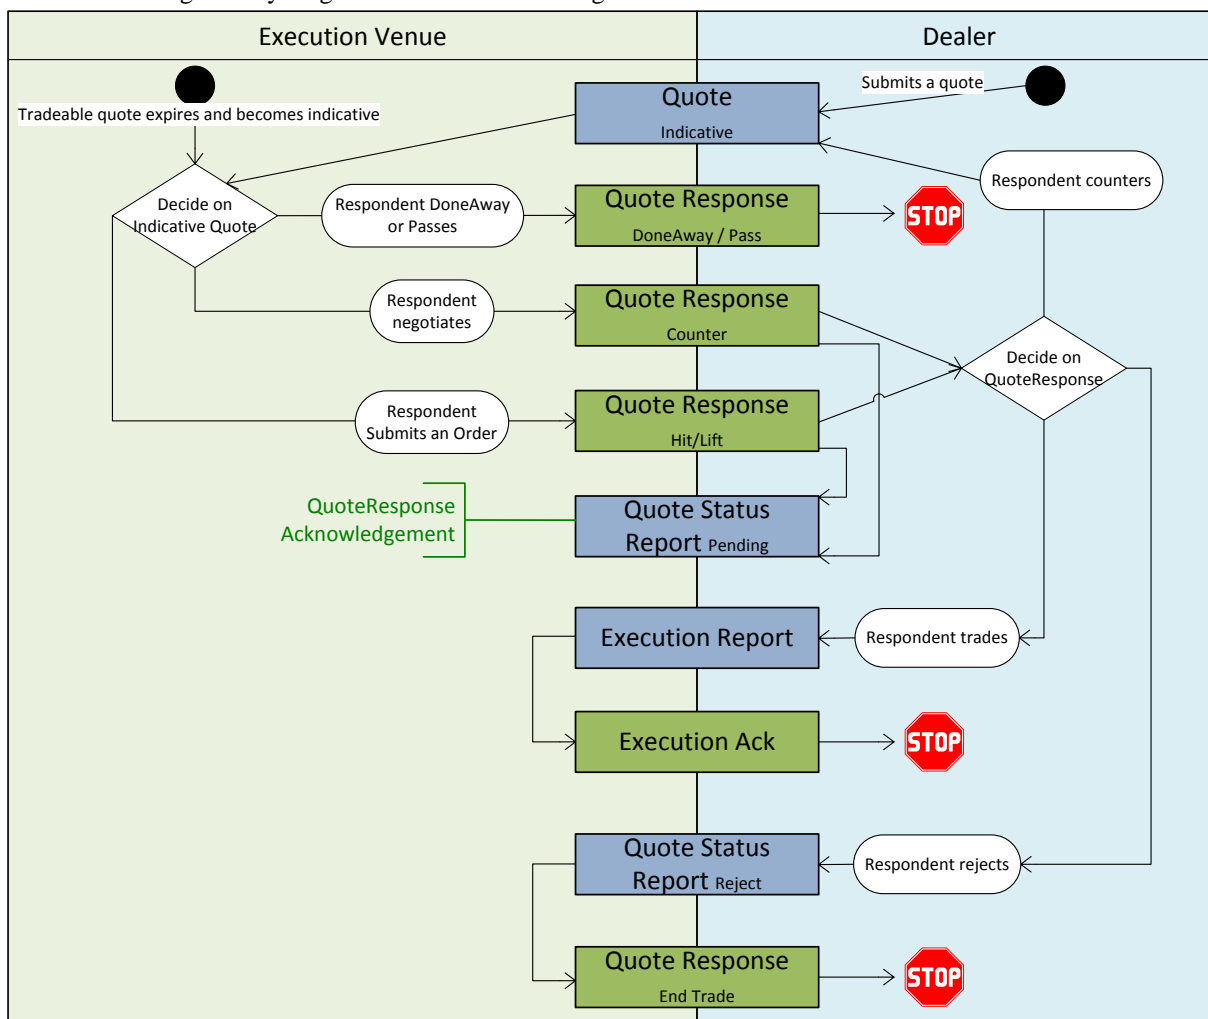 Execution Venue
Dealer
Tradeable quote expires and becomes indicative
Quote
Indicative
Submits a quote
Respondent counters
Decide on
Indicative Quote
Respondent DoneAway
or Passes
Quote Response
DoneAway / Pass
STOP
Respondent
negotiates
Quote Response
Counter
Decide on
QuoteResponse
Respondent
Submits an Order
Quote Response
Hit/Lift
QuoteResponse
Acknowledgement
Quote Status
Report Pending
Execution Report
Respondent trades
Execution Ack
STOP
Quote Status
Report Reject
Respondent rejects
Quote Response
End Trade
STOP